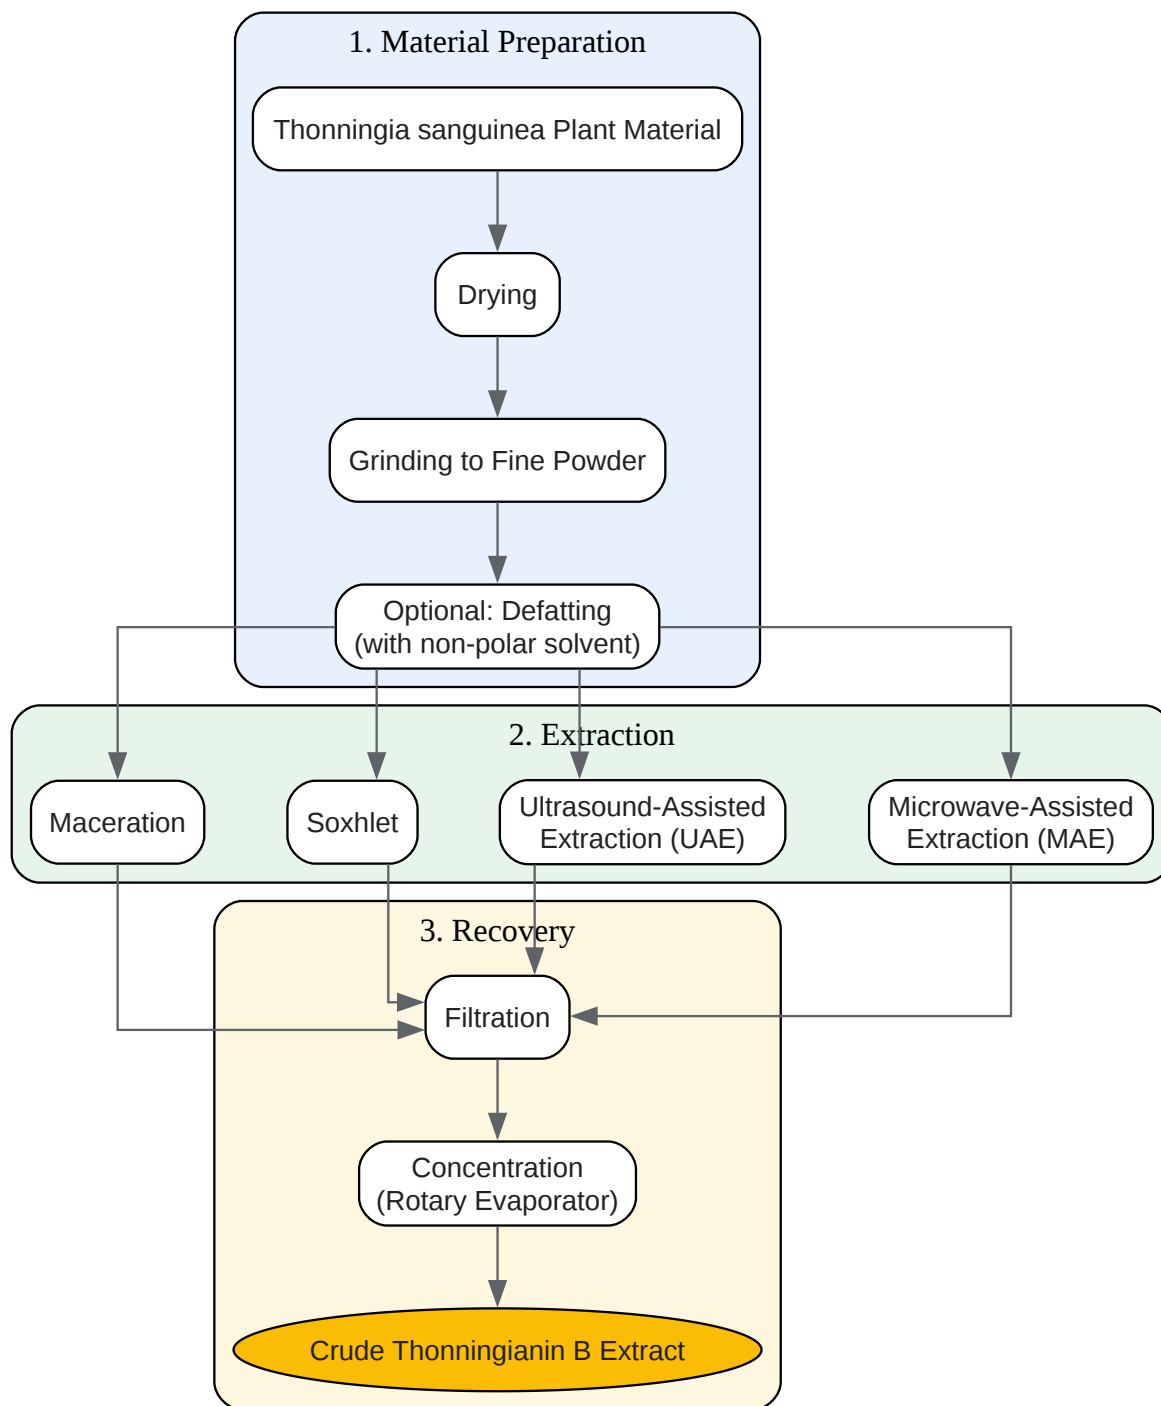 1. Material Preparation
Thonningia sanguinea Plant Material
Drying
Grinding to Fine Powder
Optional: Defatting
(with non-polar solvent)
2. Extraction
Maceration
Soxhlet
Ultrasound-Assisted
Extraction (UAE)
Microwave-Assisted
Extraction (MAE)
3. Recovery
Filtration
Concentration
(Rotary Evaporator)
Crude Thonningianin B Extract